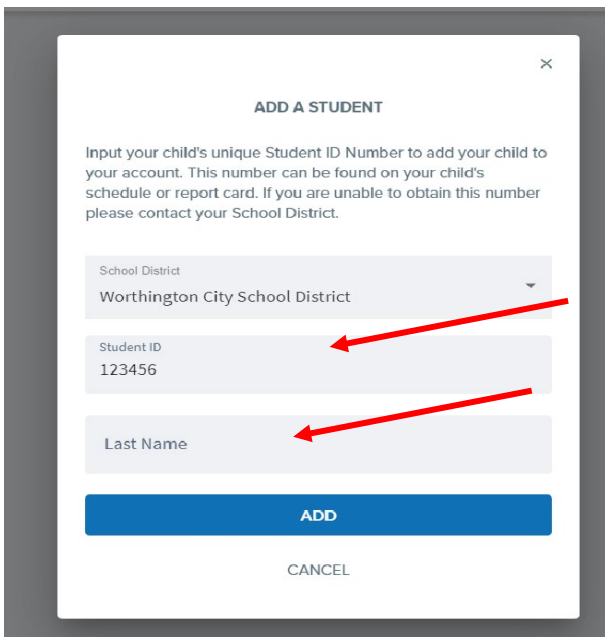 ×
ADD A STUDENT
Input your child's unique Student ID Number to add your child to
your account. This number can be found on your child's
schedule or report card. If you are unable to obtain this number
please contact your School District.
School District
Worthington City School District
Student ID
123456
Last Name
ADD
CANCEL